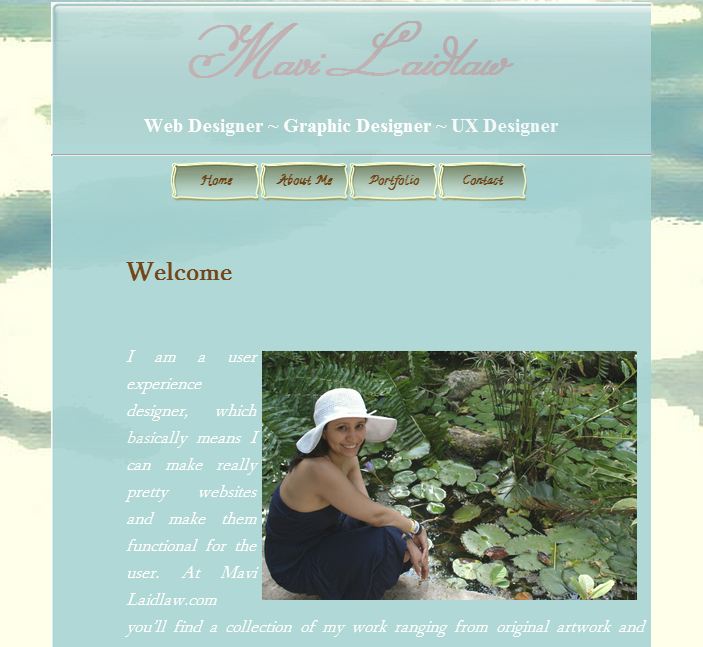 Mavi Laidlaw
Web Designer ~ Graphic Designer ~ UX Designer
Home About Me Portfolio Contact
Welcome
I am a user
experience
designer, which
basically means I
can make really
pretty websites
and make them
functional for the
user. At Mavi
Laidlaw.com
you'll find a collection of my work ranging from original artwork and